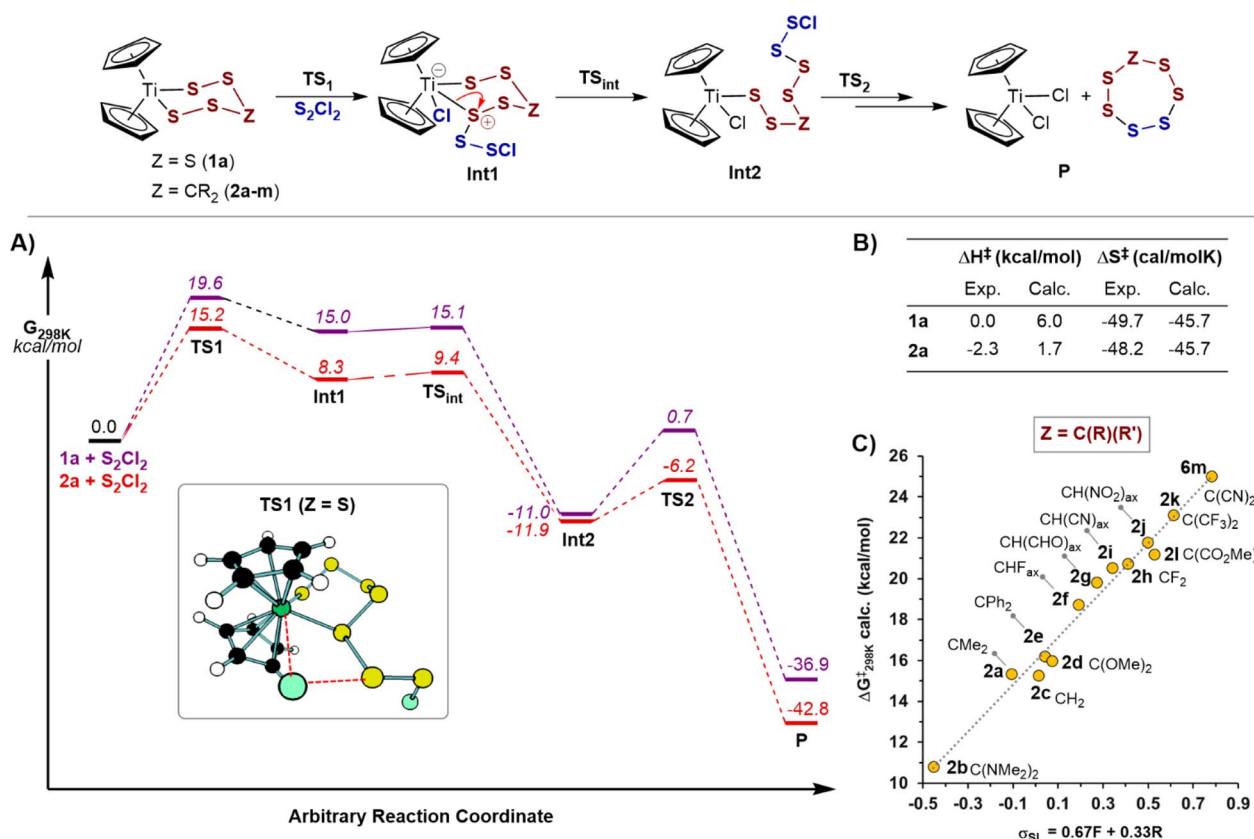 Ti
S
S
S
S
Z
TS1
S2Cl2
Z = S (1a)
Z = CR2 (2a-m)
Ti
⊖
Cl
S
S
S
S
⊕
Z
S
SCl
Int1
TSint
SCl
S
S
Ti
Cl
S
S
S
Z
Int2
TS2
Ti
Cl
Cl
P
+
Z
S
S
S
S
S
S
A)
G298K
kcal/mol
19.6
15.2
TS1
15.0
8.3
Int1
15.1
9.4
TSint
0.0
1a + S2Cl2
2a + S2Cl2
-11.0
-11.9
Int2
0.7
-6.2
TS2
-36.9
-42.8
P
TS1 (Z = S)
Arbitrary Reaction Coordinate
B)
ΔH‡ (kcal/mol) ΔS‡ (cal/molK)
Exp. Calc. Exp. Calc.
1a 0.0 6.0 -49.7 -45.7
2a -2.3 1.7 -48.2 -45.7
C)
Z = C(R)(R')
ΔG‡298K calc. (kcal/mol)
26
24
22
20
18
16
14
12
10
6m
C(CN)2
2k
C(CF3)2
CH(NO2)ax
2j
2l C(CO2Me)
CH(CN)ax
2i
2h CF2
CH(CHO)ax
2g
CHFax
2f
CPh2
2e
2d C(OMe)2
CMe2
2a
2c CH2
2b C(NMe2)2
-0.5 -0.3 -0.1 0.1 0.3 0.5 0.7 0.9
σSL = 0.67F + 0.33R